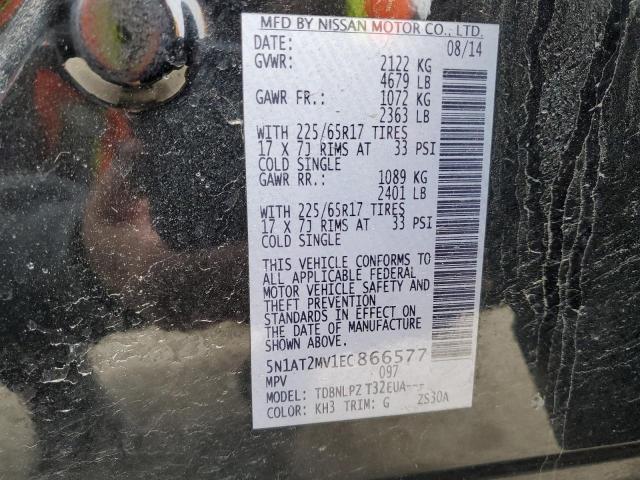 MFD BY NISSAN MOTOR CO., LTD.
DATE: 08/14
GVWR: 2122 KG
4679 LB
GAWR FR.: 1072 KG
2363 LB
WITH 225/65R17 TIRES
17 X 7J RIMS AT 33 PSI
COLD SINGLE
GAWR RR.: 1089 KG
2401 LB
WITH 225/65R17 TIRES
17 X 7J RIMS AT 33 PSI
COLD SINGLE
THIS VEHICLE CONFORMS TO
ALL APPLICABLE FEDERAL
MOTOR VEHICLE SAFETY AND
THEFT PREVENTION
STANDARDS IN EFFECT ON
THE DATE OF MANUFACTURE
SHOWN ABOVE.
5N1AT2MV1EC866577
MPV 097
MODEL: TDBNLPZ T32EUA---
COLOR: KH3 TRIM: G ZS30A